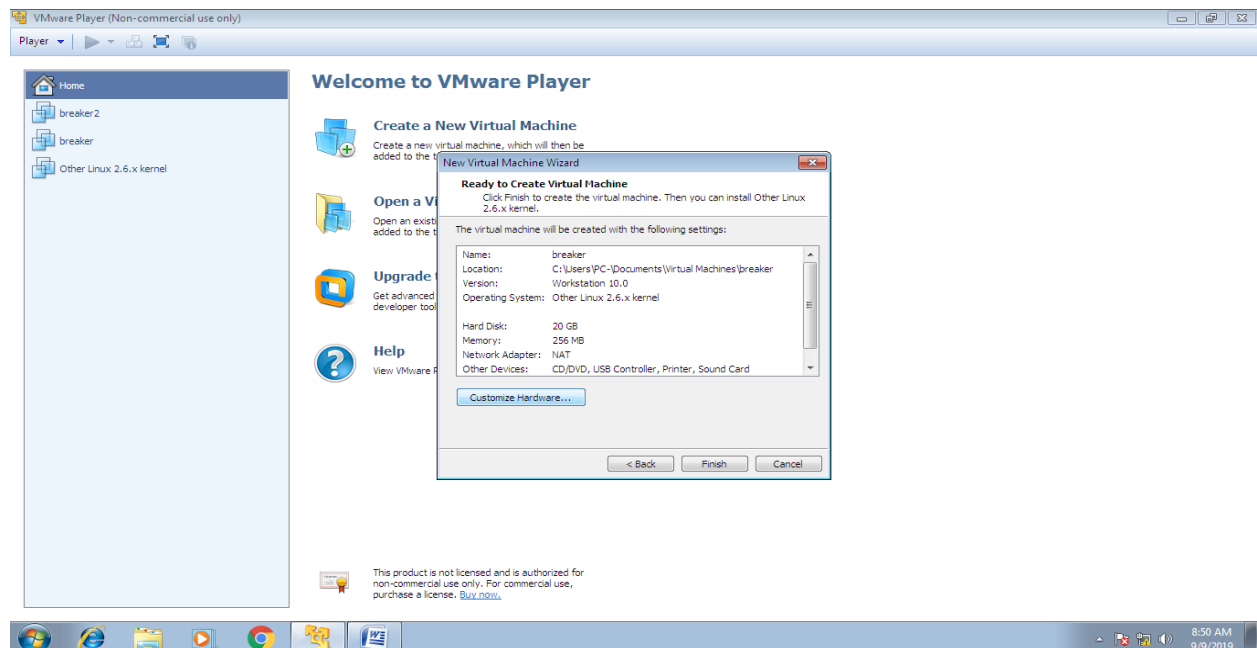 VMware Player (Non-commercial use only)
Player
Home
breaker2
breaker
Other Linux 2.6.x kernel
Welcome to VMware Player
Create a New Virtual Machine
Create a new virtual machine, which will then be
added to the t
Open a Vi
Open an existi
added to the t
Upgrade t
Get advanced
developer tool
Help
View VMware P
New Virtual Machine Wizard
Ready to Create Virtual Machine
Click Finish to create the virtual machine. Then you can install Other Linux
2.6.x kernel.
The virtual machine will be created with the following settings:
Name: breaker
Location: C:\Users\PC-\Documents\Virtual Machines\breaker
Version: Workstation 10.0
Operating System: Other Linux 2.6.x kernel
Hard Disk: 20 GB
Memory: 256 MB
Network Adapter: NAT
Other Devices: CD/DVD, USB Controller, Printer, Sound Card
Customize Hardware...
< Back Finish Cancel
This product is not licensed and is authorized for
non-commercial use only. For commercial use,
purchase a license. Buy now.
8:50 AM
9/9/2019